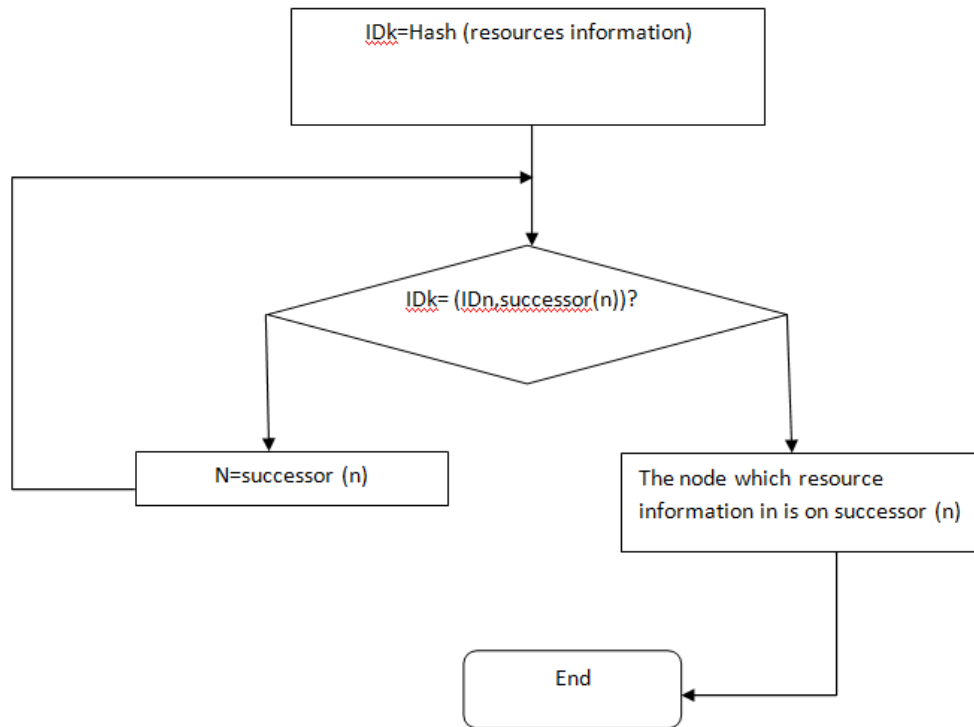 IDk=Hash (resources information)
IDk= (IDn,successor(n))?
N=successor (n)
The node which resource
information in is on successor (n)
End